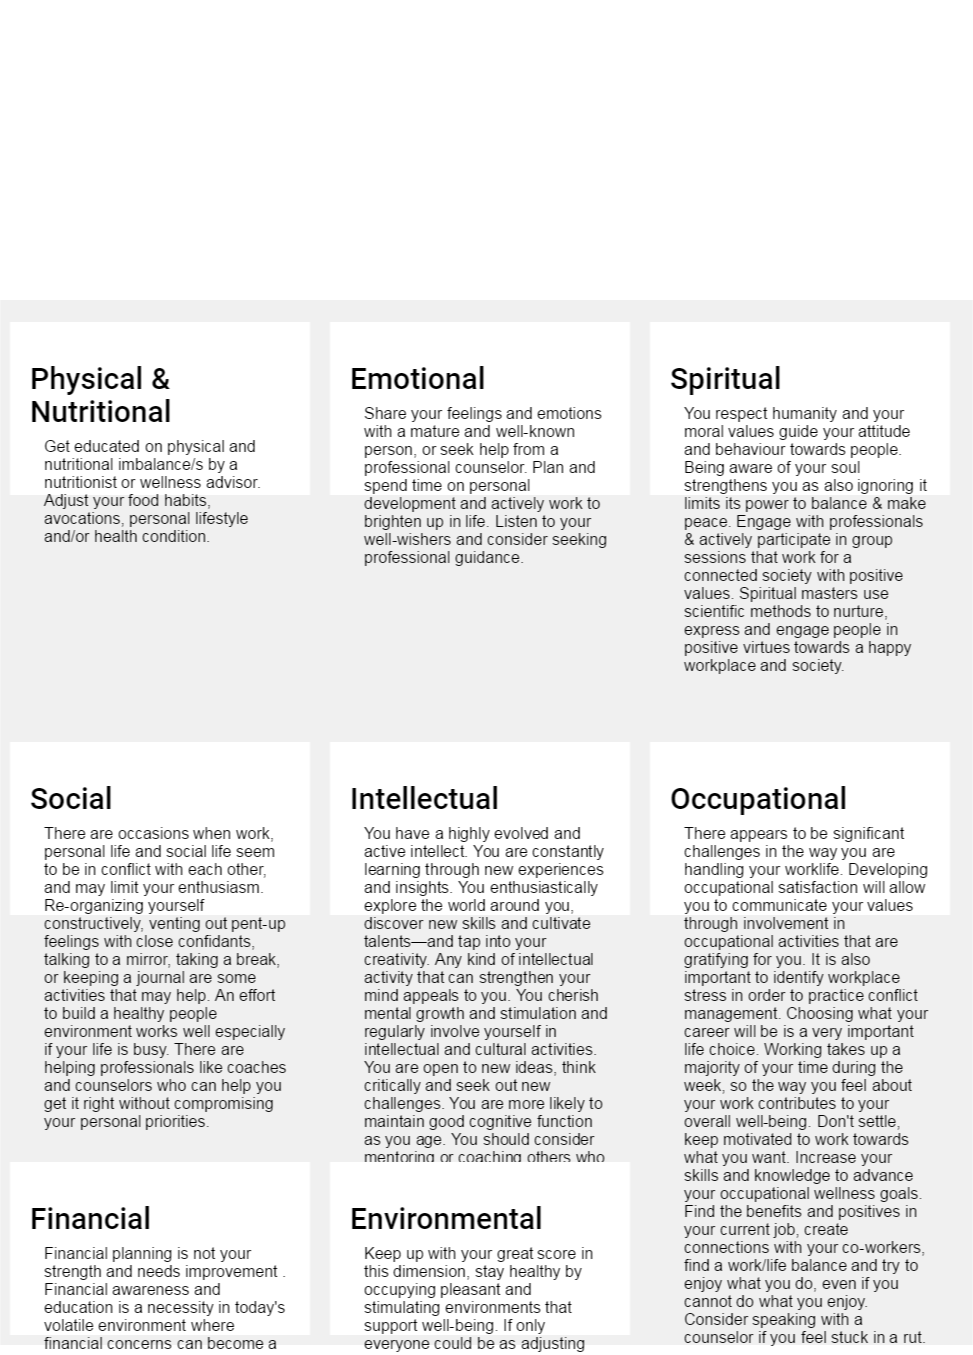 Physical &
Nutritional
Get educated on physical and
nutritional imbalance/s by a
nutritionist or wellness advisor.
Adjust your food habits,
avocations, personal lifestyle
and/or health condition.
Emotional
Share your feelings and emotions
with a mature and well-known
person, or seek help from a
professional counselor. Plan and
spend time on personal
development and actively work to
brighten up in life. Listen to your
well-wishers and consider seeking
professional guidance.
Spiritual
You respect humanity and your
moral values guide your attitude
and behaviour towards people.
Being aware of your soul
strengthens you as also ignoring it
limits its power to balance & make
peace. Engage with professionals
& actively participate in group
sessions that work for a
connected society with positive
values. Spiritual masters use
scientific methods to nurture,
express and engage people in
positive virtues towards a happy
workplace and society.
Social
There are occasions when work,
personal life and social life seem
to be in conflict with each other,
and may limit your enthusiasm.
Re-organizing yourself
constructively, venting out pent-up
feelings with close confidants,
talking to a mirror, taking a break,
or keeping a journal are some
activities that may help. An effort
to build a healthy people
environment works well especially
if your life is busy. There are
helping professionals like coaches
and counselors who can help you
get it right without compromising
your personal priorities.
Intellectual
You have a highly evolved and
active intellect. You are constantly
learning through new experiences
and insights. You enthusiastically
explore the world around you,
discover new skills and cultivate
talents—and tap into your
creativity. Any kind of intellectual
activity that can strengthen your
mind appeals to you. You cherish
mental growth and stimulation and
regularly involve yourself in
intellectual and cultural activities.
You are open to new ideas, think
critically and seek out new
challenges. You are more likely to
maintain good cognitive function
as you age. You should consider
mentoring or coaching others who
Occupational
There appears to be significant
challenges in the way you are
handling your worklife. Developing
occupational satisfaction will allow
you to communicate your values
through involvement in
occupational activities that are
gratifying for you. It is also
important to identify workplace
stress in order to practice conflict
management. Choosing what your
career will be is a very important
life choice. Working takes up a
majority of your time during the
week, so the way you feel about
your work contributes to your
overall well-being. Don't settle,
keep motivated to work towards
what you want. Increase your
skills and knowledge to advance
your occupational wellness goals.
Find the benefits and positives in
your current job, create
connections with your co-workers,
find a work/life balance and try to
enjoy what you do, even if you
cannot do what you enjoy.
Consider speaking with a
counselor if you feel stuck in a rut.
Financial
Financial planning is not your
strength and needs improvement .
Financial awareness and
education is a necessity in today's
volatile environment where
financial concerns can become a
Environmental
Keep up with your great score in
this dimension, stay healthy by
occupying pleasant and
stimulating environments that
support well-being. If only
everyone could be as adjusting